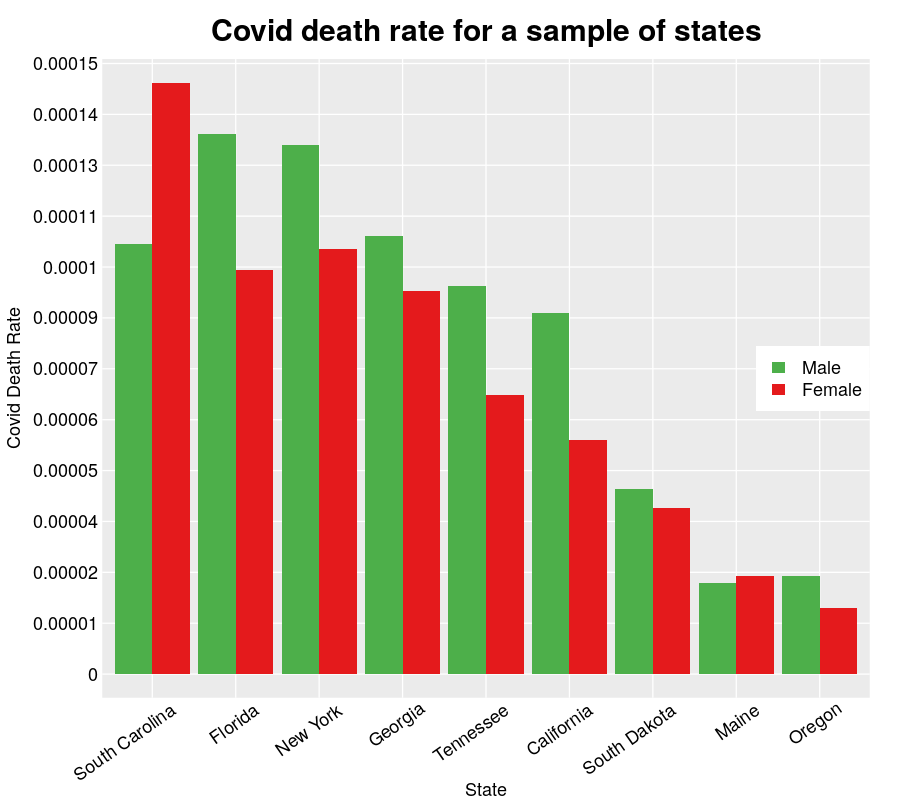 Covid death rate for a sample of states
Covid Death Rate
0.00015
0.00014
0.00013
0.00011
0.0001
0.00009
0.00007
0.00006
0.00005
0.00004
0.00002
0.00001
0
Male
Female
South Carolina
Florida
New York
Georgia
Tennessee
California
South Dakota
Maine
Oregon
State